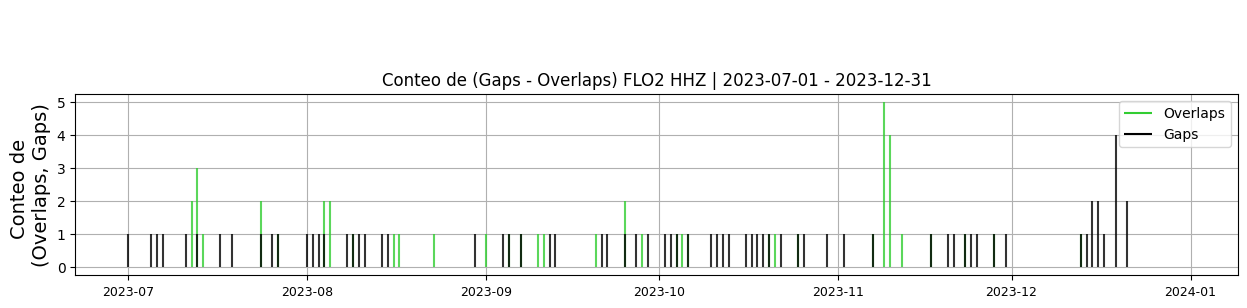 Conteo de (Gaps - Overlaps) FLO2 HHZ | 2023-07-01 - 2023-12-31
Conteo de
(Overlaps, Gaps)
5
4
3
2
1
0
Overlaps
Gaps
2023-07
2023-08
2023-09
2023-10
2023-11
2023-12
2024-01